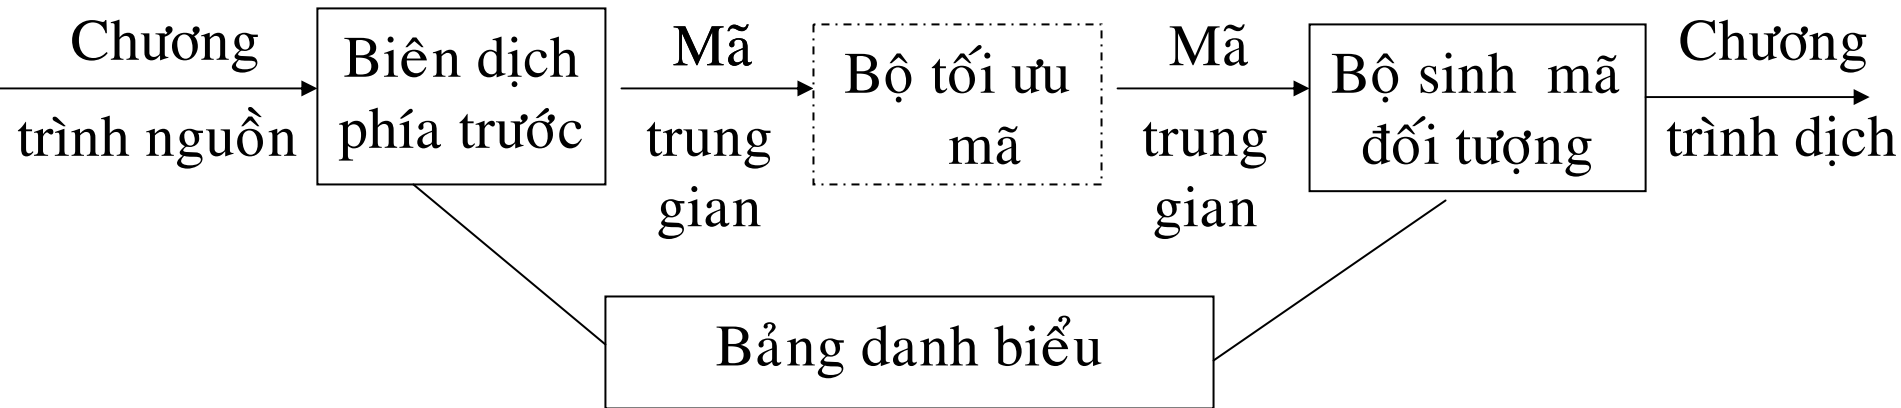 Chương
trình nguồn
Biên dịch
phía trước
Mã
trung
gian
Bộ tối ưu
mã
Mã
trung
gian
Bộ sinh mã
đối tượng
Chương
trình dịch
Bảng danh biểu